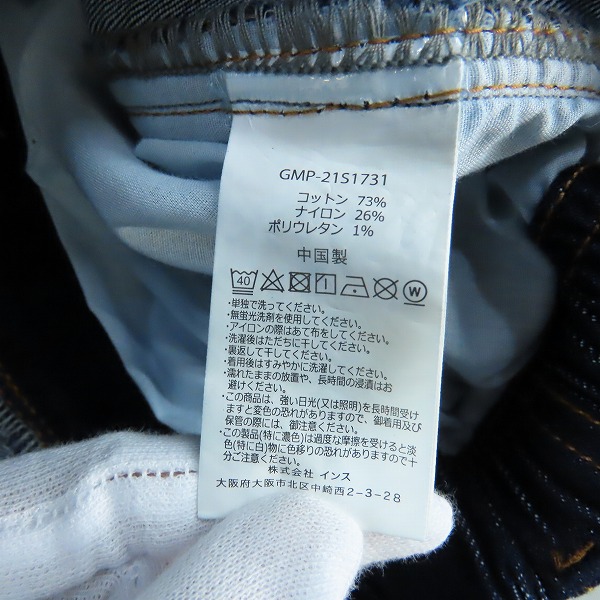 GMP-21S1731
コットン 73%
ナイロン 26%
ポリウレタン 1%
中国製
40 W
・単独で洗ってください。
・無蛍光洗剤を使用してください。
・アイロンの際はあて布をしてください。
・洗濯後はただちに干してください。
・裏返して干してください。
・着用後はすみやかに洗濯してください。
・濡れたままの放置や、長時間の浸漬はお
避けください。
・この商品は、強い日光(又は照明)を長時間受け
ますと変色の恐れがありますので、御着用及び
保管の際には、御注意ください。
・この製品(特に濃色)は過度な摩擦を受けると淡
色(特に白)物に色移りの恐れがありますので十
分ご注意ください。
株式会社 インス
大阪府大阪市北区中崎西2-3-28